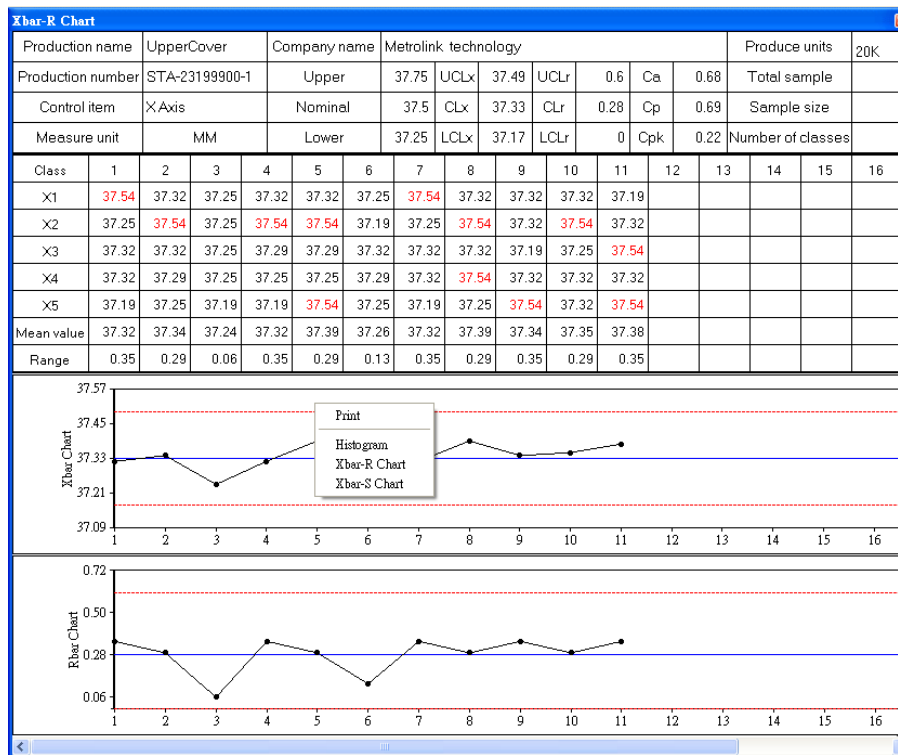 Xbar-R Chart
Production name UpperCover Company name Metrolink technology Produce units 20K
Production number STA-23199900-1 Upper 37.75 UCLx 37.49 UCLr 0.6 Ca 0.68 Total sample
Control item X Axis Nominal 37.5 CLx 37.33 CLr 0.28 Cp 0.69 Sample size
Measure unit MM Lower 37.25 LCLx 37.17 LCLr 0 Cpk 0.22 Number of classes
Class 1 2 3 4 5 6 7 8 9 10 11 12 13 14 15 16
X1 37.54 37.32 37.25 37.32 37.32 37.25 37.54 37.32 37.32 37.32 37.19
X2 37.25 37.54 37.25 37.54 37.54 37.19 37.25 37.54 37.32 37.54 37.32
X3 37.32 37.32 37.25 37.29 37.29 37.32 37.32 37.32 37.19 37.25 37.54
X4 37.32 37.29 37.25 37.25 37.25 37.29 37.32 37.54 37.32 37.32 37.32
X5 37.19 37.25 37.19 37.19 37.54 37.25 37.19 37.25 37.54 37.32 37.54
Mean value 37.32 37.34 37.24 37.32 37.39 37.26 37.32 37.39 37.34 37.35 37.38
Range 0.35 0.29 0.06 0.35 0.29 0.13 0.35 0.29 0.35 0.29 0.35
Xbar Chart
37.57
37.45
37.33
37.21
37.09
Print
Histogram
Xbar-R Chart
Xbar-S Chart
1 2 3 4 5 6 7 8 9 10 11 12 13 14 15 16
Rbar Chart
0.72
0.50
0.28
0.06
1 2 3 4 5 6 7 8 9 10 11 12 13 14 15 16